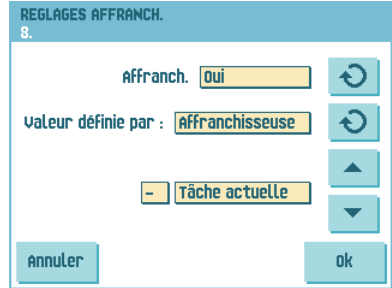 REGLAGES AFFRANCH.
8.
Affranch. Oui
Valeur définie par : Affranchisseuse
- Tâche actuelle
Annuler
Ok